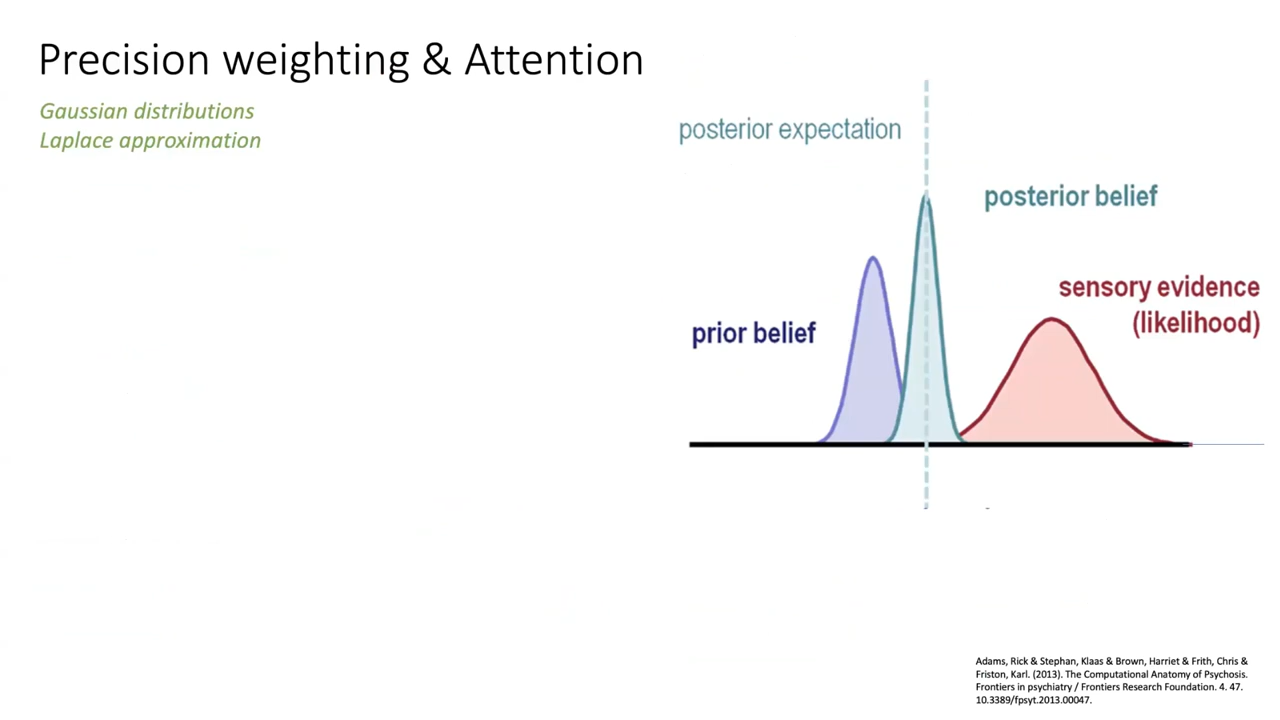 Precision weighting & Attention
Gaussian distributions
Laplace approximation
posterior expectation
posterior belief
sensory evidence
(likelihood)
prior belief
Adams, Rick & Stephan, Klaas & Brown, Harriet & Frith, Chris &
Friston, Karl. (2013). The Computational Anatomy of Psychosis.
Frontiers in psychiatry / Frontiers Research Foundation. 4. 47.
10.3389/fpsyt.2013.00047.